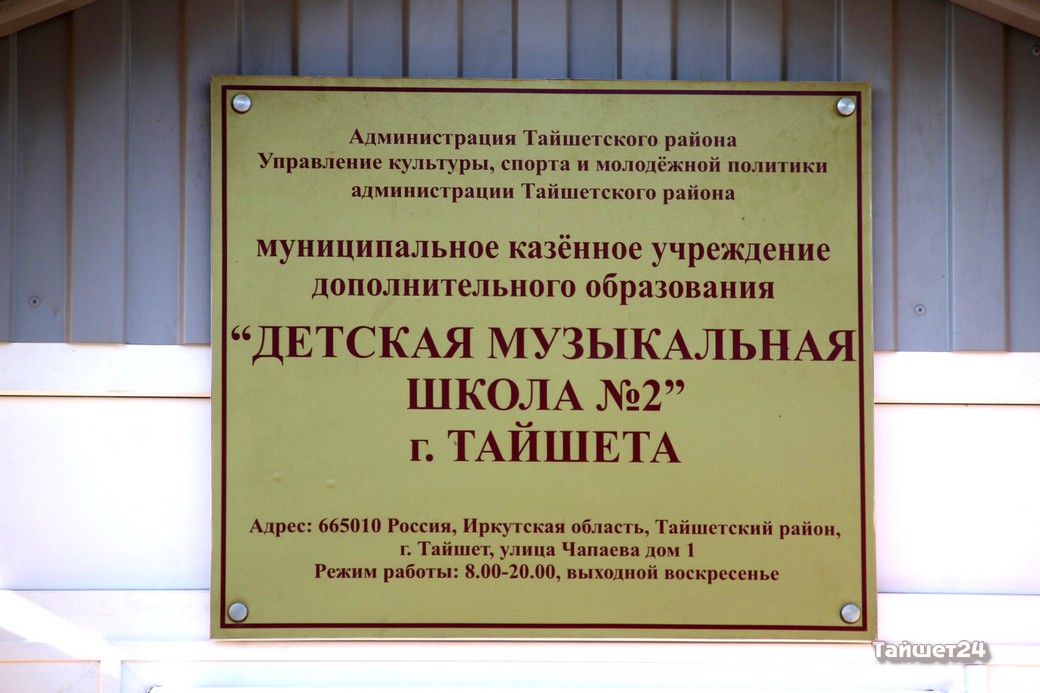 Администрация Тайшетского района
Управление культуры, спорта и молодёжной политики
администрации Тайшетского района
муниципальное казённое учреждение
дополнительного образования
“ДЕТСКАЯ МУЗЫКАЛЬНАЯ
ШКОЛА №2”
г. ТАЙШЕТА
Адрес: 665010 Россия, Иркутская область, Тайшетский район,
г. Тайшет, улица Чапаева дом 1
Режим работы: 8.00-20.00, выходной воскресенье
Тайшет24